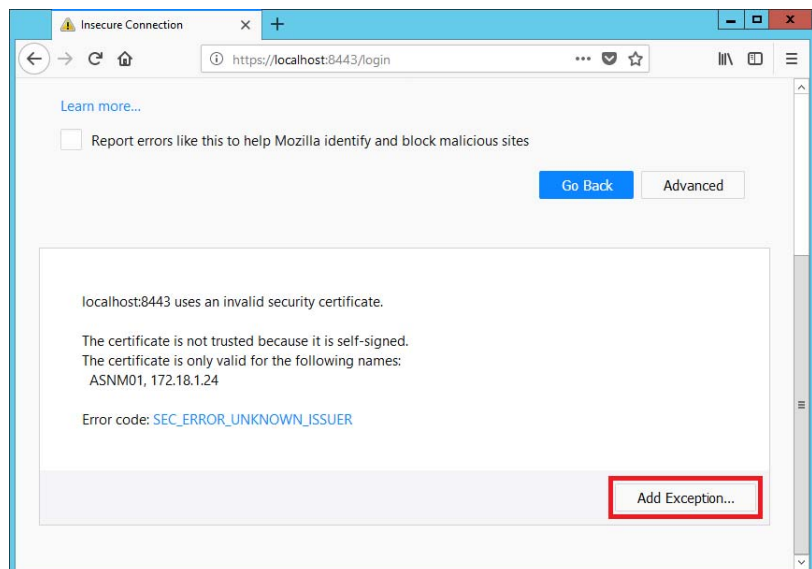 Insecure Connection
https://localhost:8443/login
Learn more...
Report errors like this to help Mozilla identify and block malicious sites
Go Back Advanced
localhost:8443 uses an invalid security certificate.
The certificate is not trusted because it is self-signed.
The certificate is only valid for the following names:
ASNM01, 172.18.1.24
Error code: SEC_ERROR_UNKNOWN_ISSUER
Add Exception...